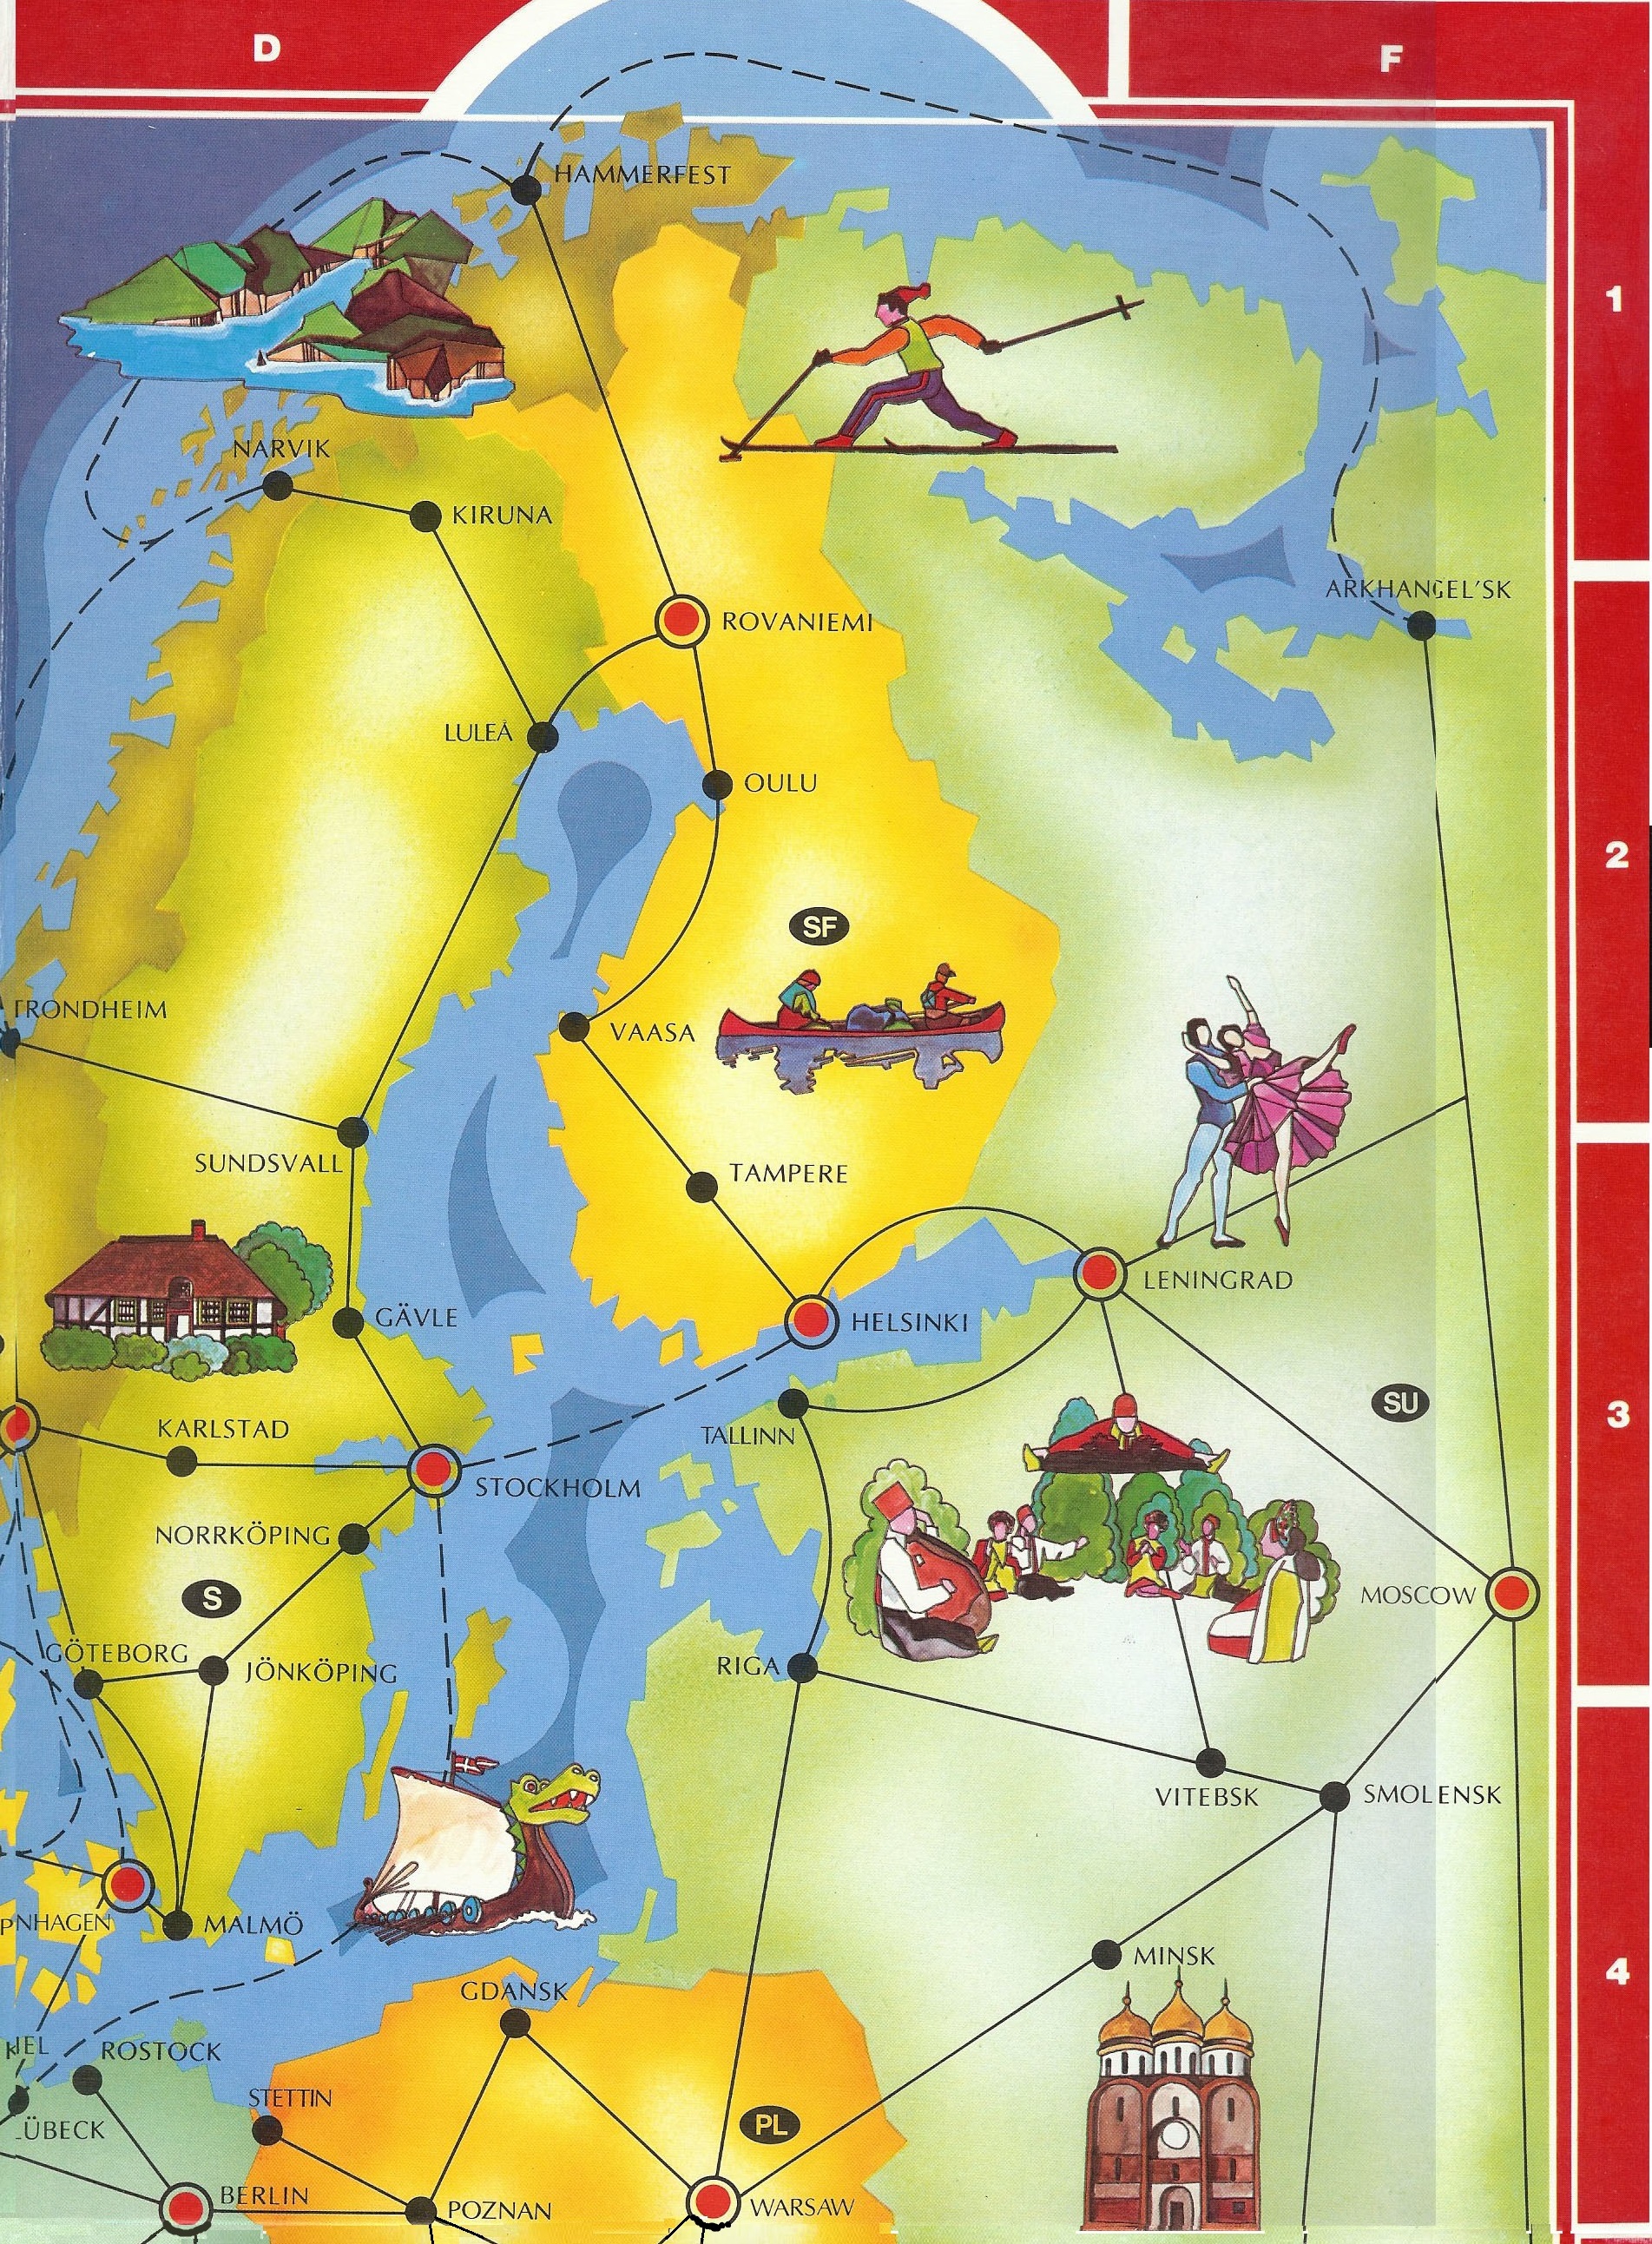 D
F
HAMMERFEST
1
NARVIK
KIRUNA
ARKHANGEL'SK
ROVANIEMI
LULEÅ
OULU
2
SF
TRONDHEIM
VAASA
TAMPERE
SUNDSVALL
LENINGRAD
GÄVLE
HELSINKI
SU
3
TALLINN
KARLSTAD
STOCKHOLM
NORRKÖPING
MOSCOW
S
GÖTEBORG
JÖNKÖPING
RIGA
VITEBSK
SMOLENSK
PNHAGEN
MALMÖ
MINSK
4
GDANSK
KIEL
ROSTOCK
STETTIN
PL
ÜBECK
BERLIN
POZNAN
WARSAW